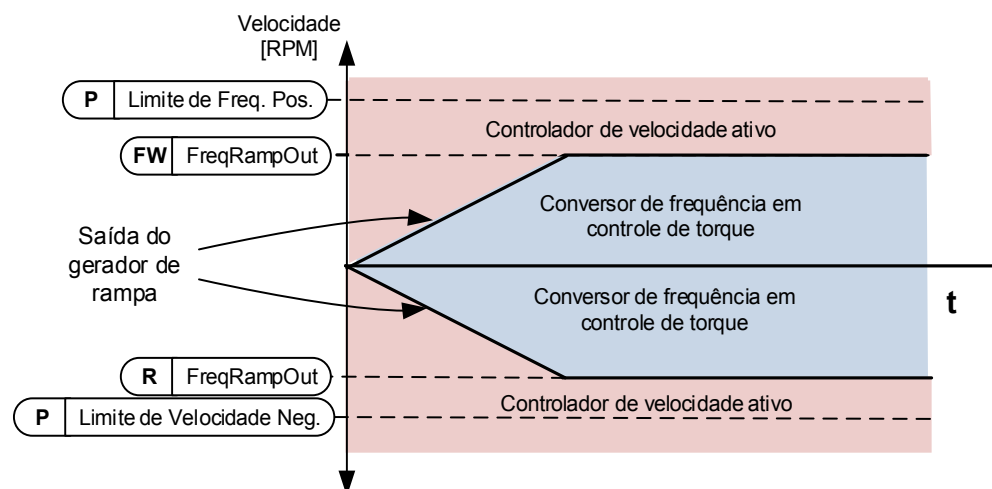 Velocidade
[RPM]
P Limite de Freq. Pos.
Controlador de velocidade ativo
FW FreqRampOut
Conversor de frequência em
controle de torque
Saída do
gerador de
rampa
Conversor de frequência em
controle de torque
t
R FreqRampOut
Controlador de velocidade ativo
P Limite de Velocidade Neg.